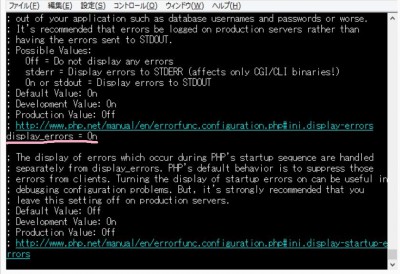 ファイル(F) 編集(E) 設定(S) コントロール(O) ウィンドウ(W) ヘルプ(H)
; out of your application such as database usernames and passwords or worse.
; It's recommended that errors be logged on production servers rather than
; having the errors sent to STDOUT.
; Possible Values:
;   Off = Do not display any errors
;   stderr = Display errors to STDERR (affects only CGI/CLI binaries!)
;   On or stdout = Display errors to STDOUT
; Default Value: On
; Development Value: On
; Production Value: Off
; http://www.php.net/manual/en/errorfunc.configuration.php#ini.display-errors
display_errors = On

; The display of errors which occur during PHP's startup sequence are handled
; separately from display_errors. PHP's default behavior is to suppress those
; errors from clients. Turning the display of startup errors on can be useful in
; debugging configuration problems. But, it's strongly recommended that you
; leave this setting off on production servers.
; Default Value: Off
; Development Value: On
; Production Value: Off
; http://www.php.net/manual/en/errorfunc.configuration.php#ini.display-startup-e
rrors